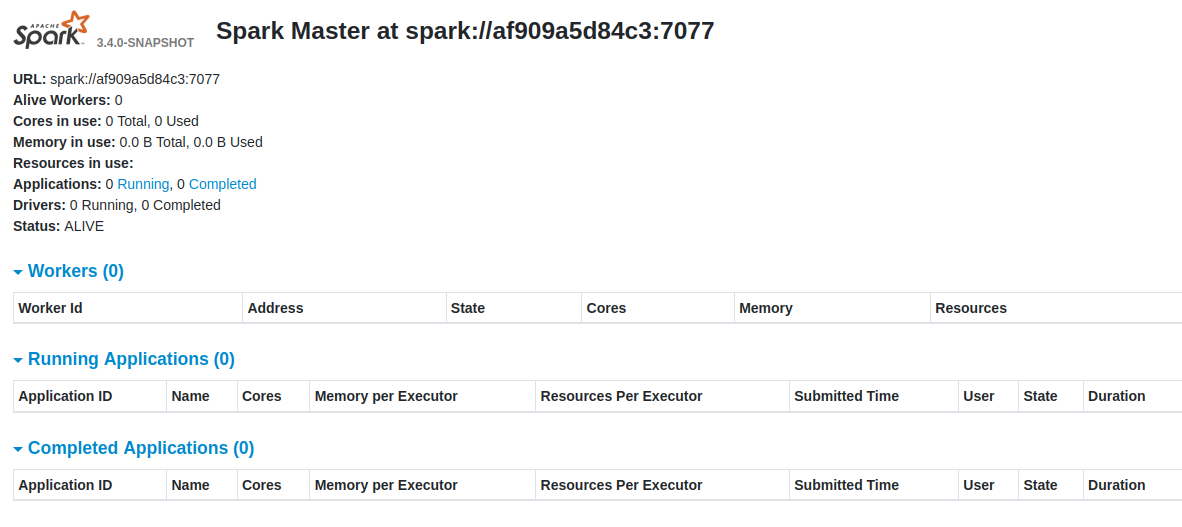 APACHE
Spark 3.4.0-SNAPSHOT Spark Master at spark://af909a5d84c3:7077
URL: spark://af909a5d84c3:7077
Alive Workers: 0
Cores in use: 0 Total, 0 Used
Memory in use: 0.0 B Total, 0.0 B Used
Resources in use:
Applications: 0 Running, 0 Completed
Drivers: 0 Running, 0 Completed
Status: ALIVE
Workers (0)
Worker Id Address State Cores Memory Resources
Running Applications (0)
Application ID Name Cores Memory per Executor Resources Per Executor Submitted Time User State Duration
Completed Applications (0)
Application ID Name Cores Memory per Executor Resources Per Executor Submitted Time User State Duration